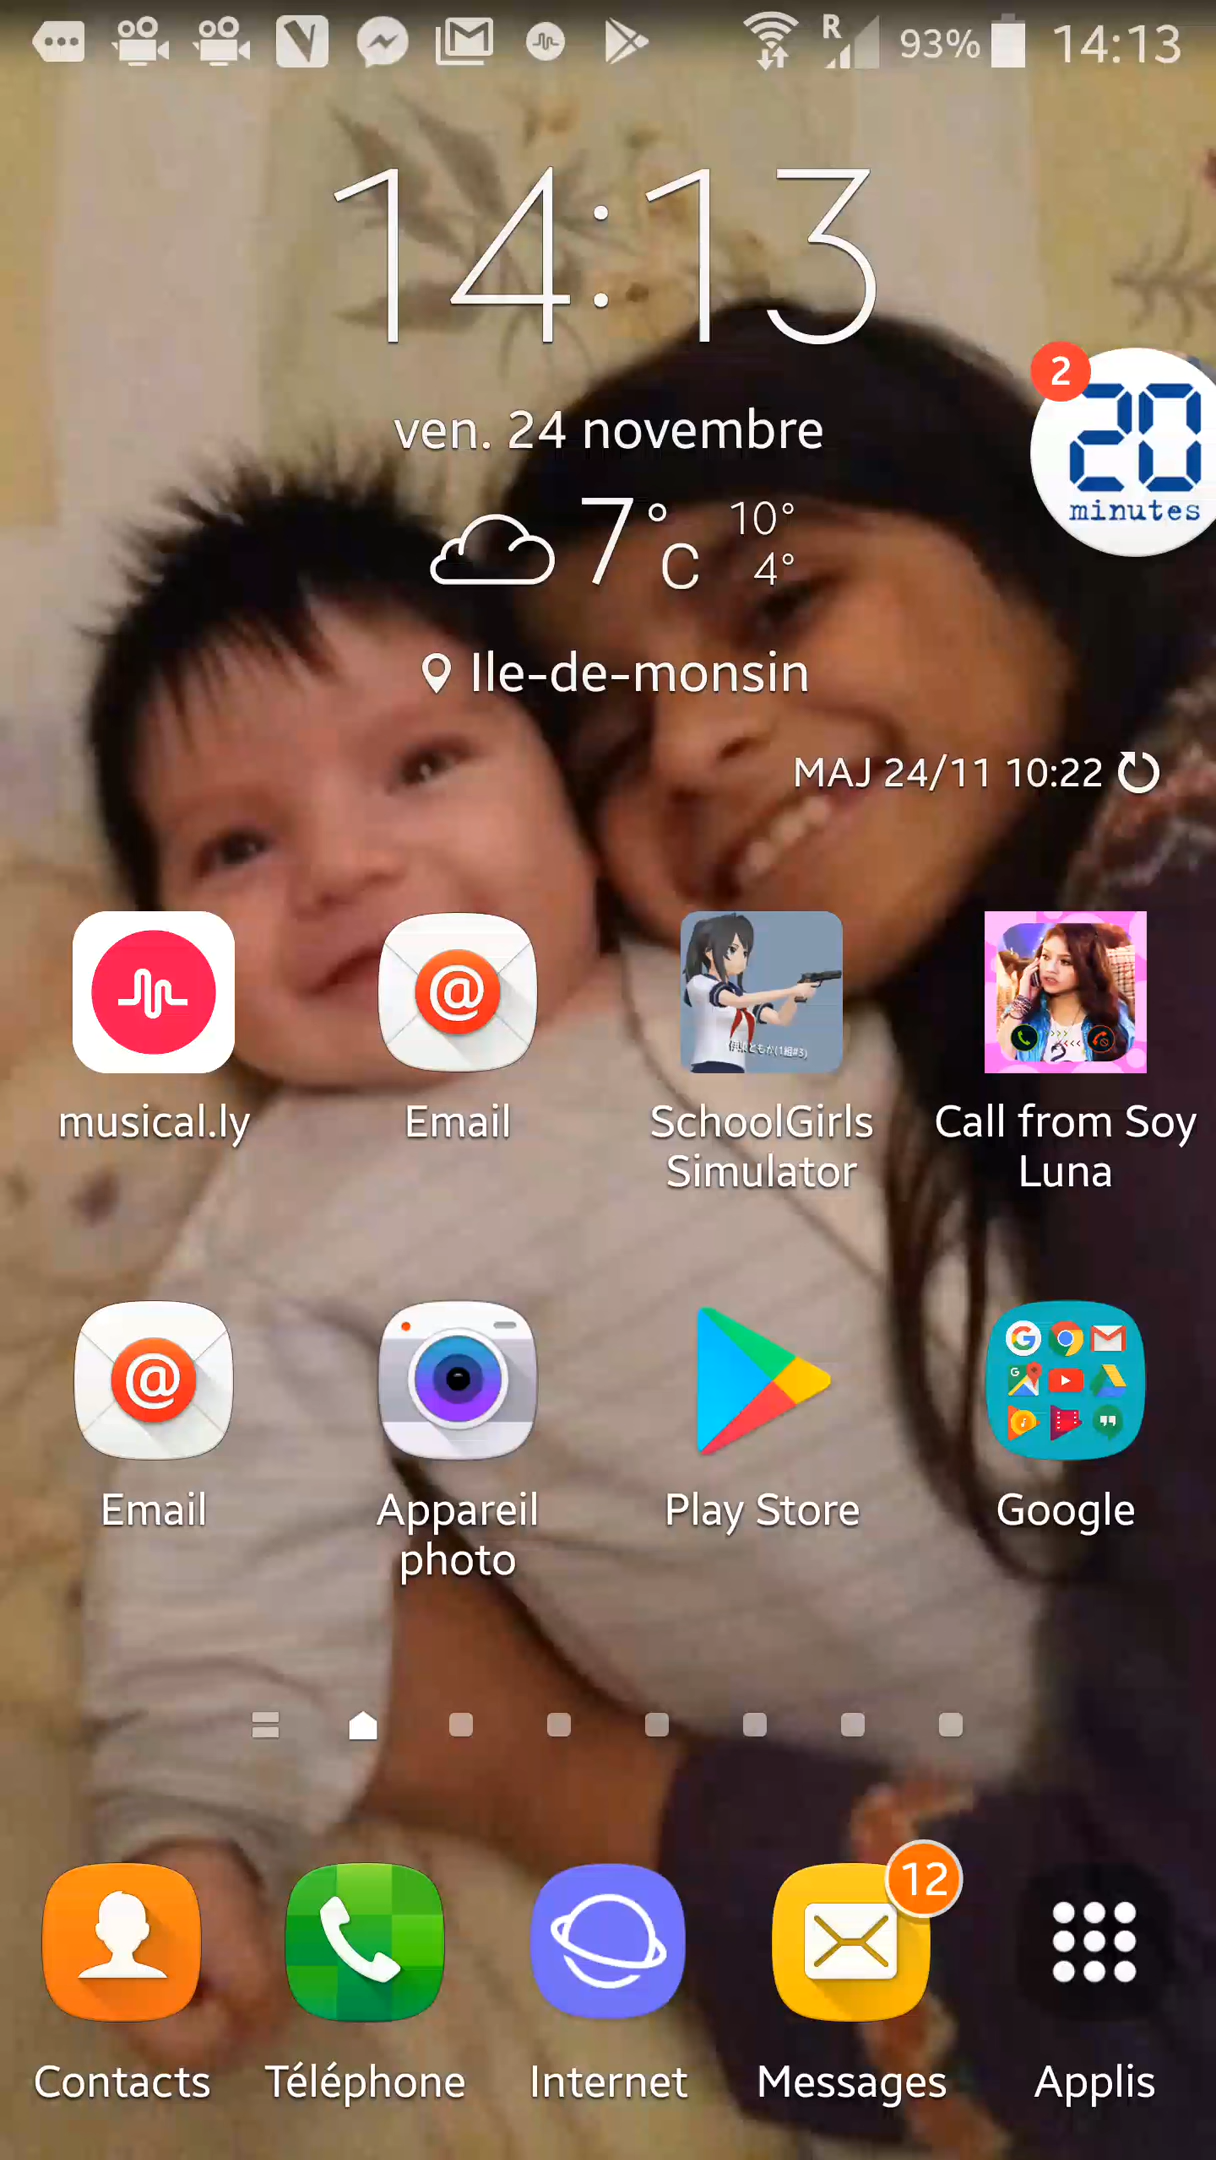 R
93%
14:13
14:13
2
20
minutes
ven. 24 novembre
7°C
10°
4°
Ile-de-monsin
MAJ 24/11 10:22
musical.ly
Email
SchoolGirls
Simulator
Call from Soy
Luna
Email
Appareil
photo
Play Store
Google
12
Contacts
Téléphone
Internet
Messages
Applis